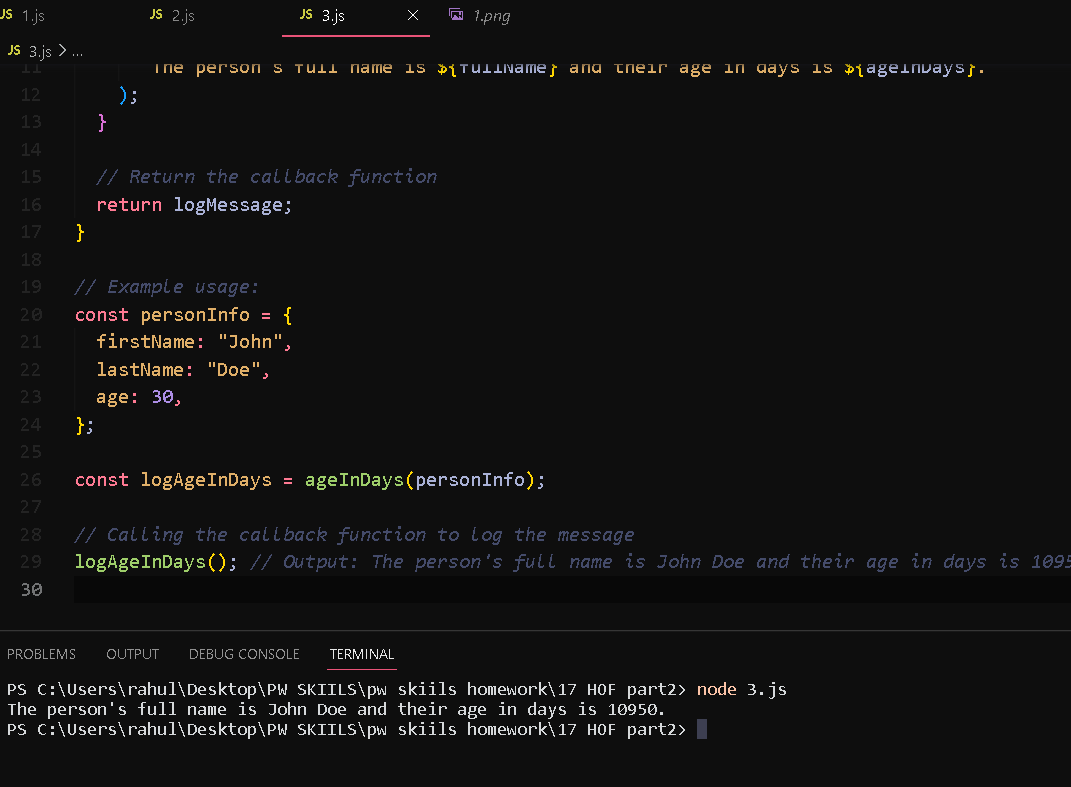 JS 1.js JS 2.js JS 3.js × 1.png
JS 3.js > ...
11 The person's full name is ${fullName} and their age in days is ${ageInDays}.
12 );
13 }
14
15 // Return the callback function
16 return logMessage;
17 }
18
19 // Example usage:
20 const personInfo = {
21 firstName: "John",
22 lastName: "Doe",
23 age: 30,
24 };
25
26 const logAgeInDays = ageInDays(personInfo);
27
28 // Calling the callback function to log the message
29 logAgeInDays(); // Output: The person's full name is John Doe and their age in days is 1095
30
PROBLEMS OUTPUT DEBUG CONSOLE TERMINAL
PS C:\Users\rahul\Desktop\PW SKIILS\pw skiils homework\17 HOF part2> node 3.js
The person's full name is John Doe and their age in days is 10950.
PS C:\Users\rahul\Desktop\PW SKIILS\pw skiils homework\17 HOF part2>